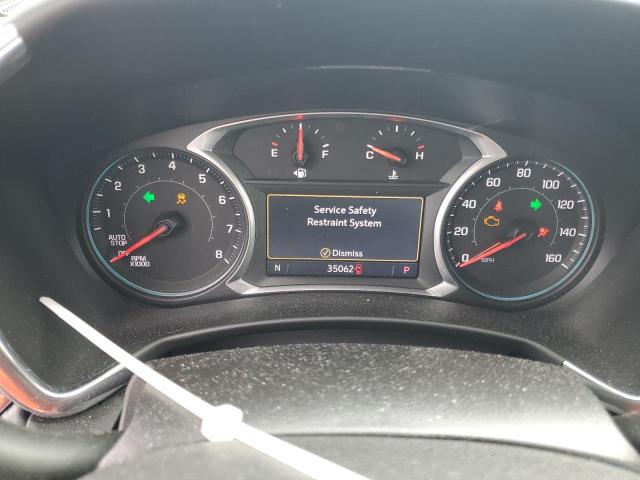 E F
C H
1 2 3 4 5 6 7 8
AUTO
STOP
OFF
RPM
X1000
Service Safety
Restraint System
Dismiss
N 35062 P
0 20 40 60 80 100 120 140 160
MPH